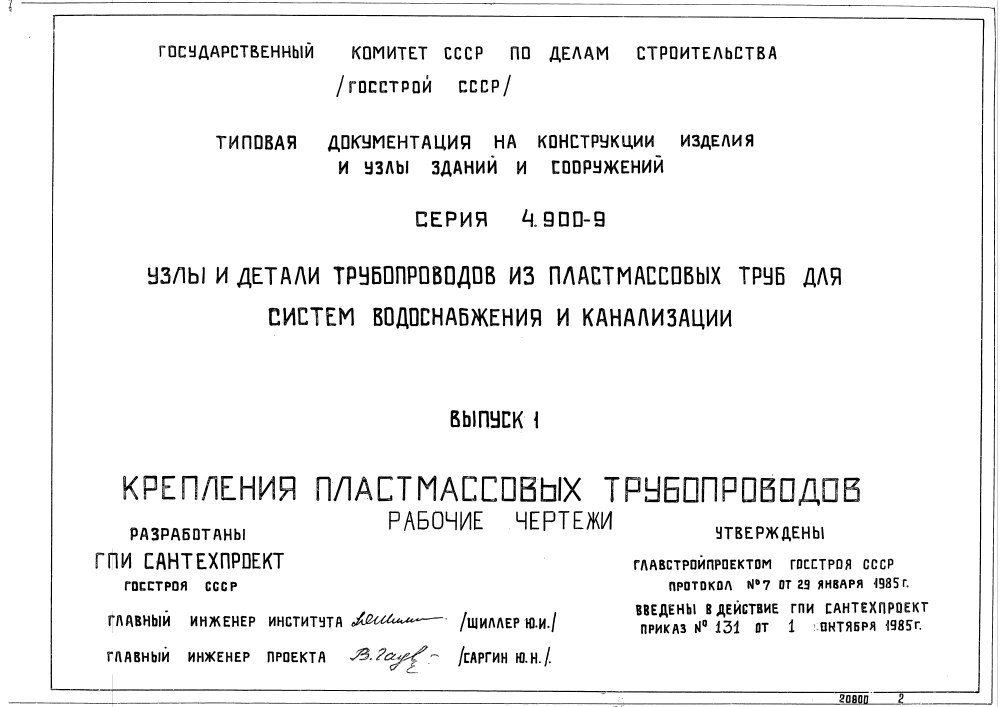 ГОСУДАРСТВЕННЫЙ КОМИТЕТ СССР ПО ДЕЛАМ СТРОИТЕЛЬСТВА
/ГОССТРОЙ СССР/
ТИПОВАЯ ДОКУМЕНТАЦИЯ НА КОНСТРУКЦИИ ИЗДЕЛИЯ
И УЗЛЫ ЗДАНИЙ И СООРУЖЕНИЙ
СЕРИЯ 4.900-9
УЗЛЫ И ДЕТАЛИ ТРУБОПРОВОДОВ ИЗ ПЛАСТМАССОВЫХ ТРУБ ДЛЯ
СИСТЕМ ВОДОСНАБЖЕНИЯ И КАНАЛИЗАЦИИ
ВЫПУСК 1
КРЕПЛЕНИЯ ПЛАСТМАССОВЫХ ТРУБОПРОВОДОВ
РАБОЧИЕ ЧЕРТЕЖИ
РАЗРАБОТАНЫ
ГПИ САНТЕХПРОЕКТ
ГОССТРОЯ СССР
ГЛАВНЫЙ ИНЖЕНЕР ИНСТИТУТА /ШИЛЛЕР Ю.И./
ГЛАВНЫЙ ИНЖЕНЕР ПРОЕКТА /САРГИН Ю.Н./.
УТВЕРЖДЕНЫ
ГЛАВСТРОЙПРОЕКТОМ ГОССТРОЯ СССР
ПРОТОКОЛ №7 ОТ 29 ЯНВАРЯ 1985г.
ВВЕДЕНЫ В ДЕЙСТВИЕ ГПИ САНТЕХПРОЕКТ
ПРИКАЗ № 131 ОТ 1 ОКТЯБРЯ 1985г.
20800 2